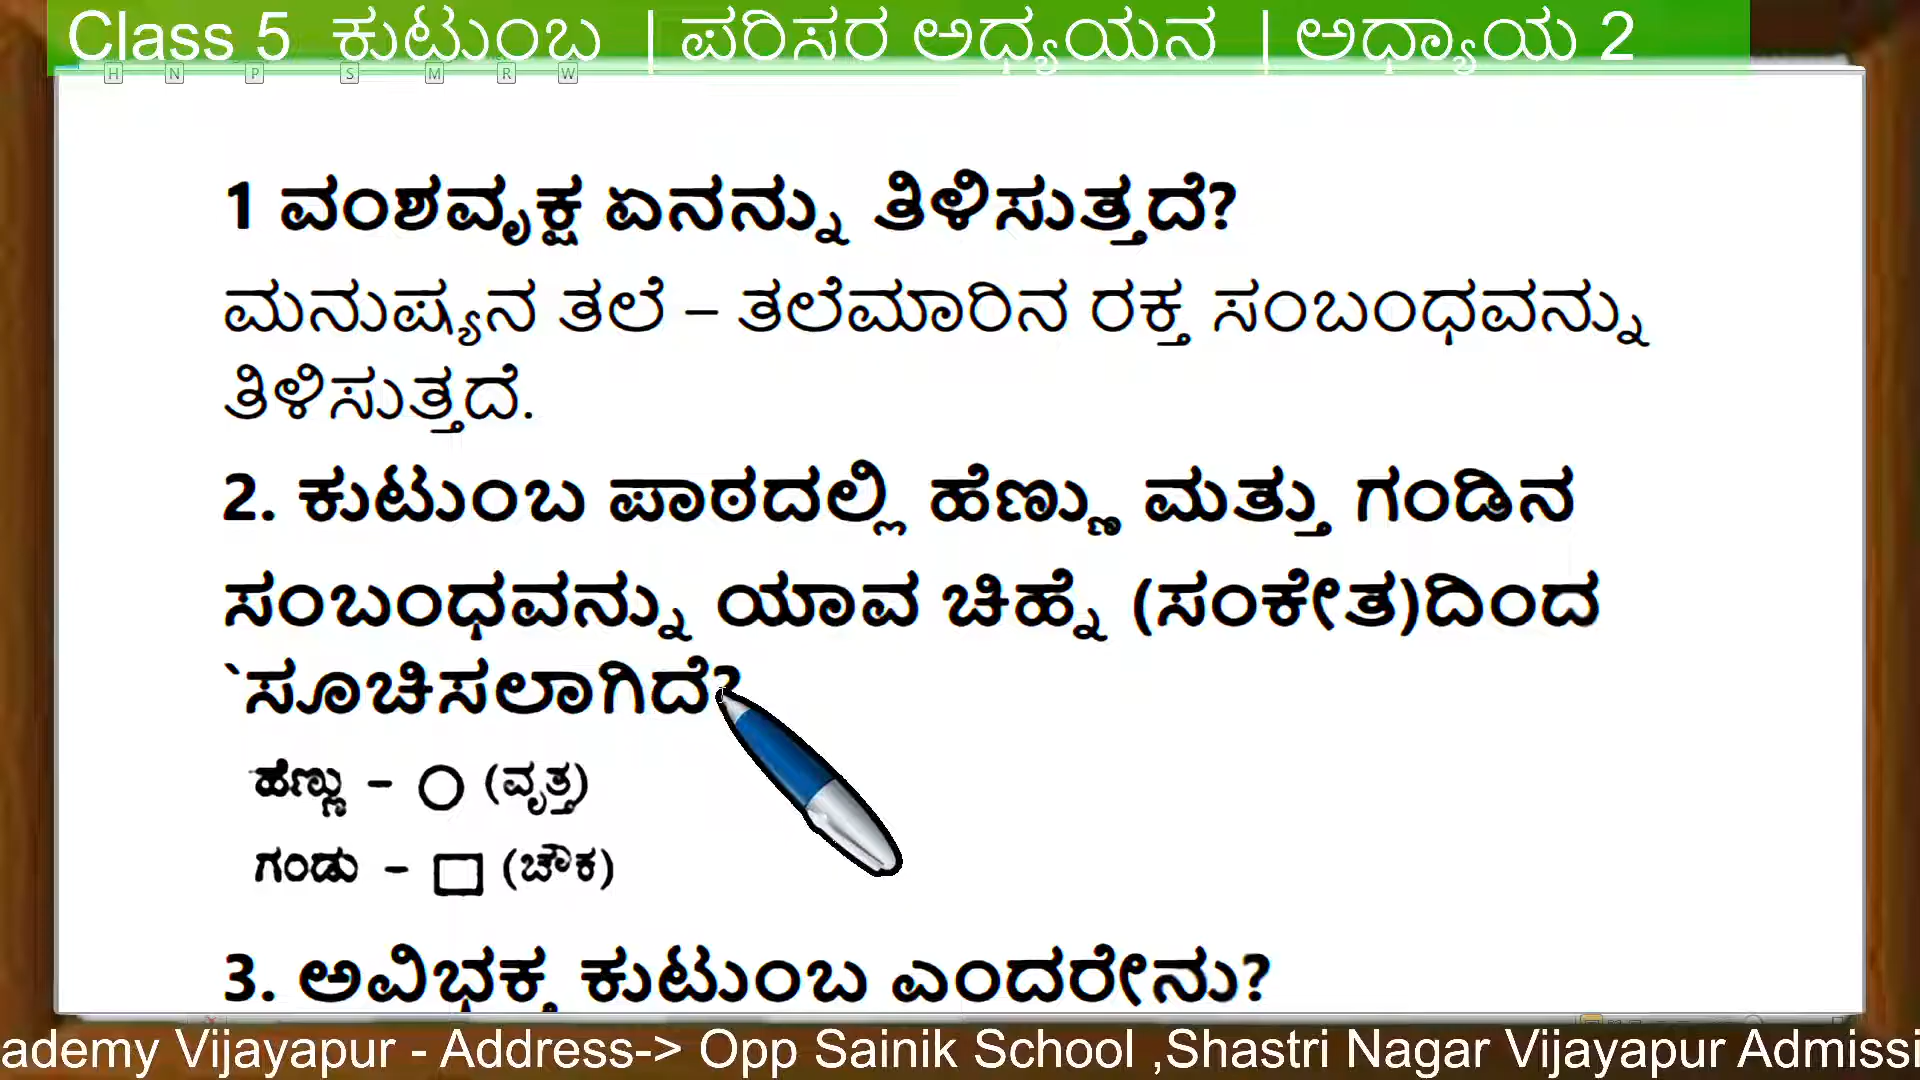 Class 5 ಕುಟುಂಬ | ಪರಿಸರ ಅಧ್ಯಯನ | ಅಧ್ಯಾಯ 2
H N P S M R W
1 ವಂಶವೃಕ್ಷ ಏನನ್ನು ತಿಳಿಸುತ್ತದೆ?
ಮನುಷ್ಯನ ತಲೆ – ತಲೆಮಾರಿನ ರಕ್ತ ಸಂಬಂಧವನ್ನು
ತಿಳಿಸುತ್ತದೆ.
2. ಕುಟುಂಬ ಪಾಠದಲ್ಲಿ ಹೆಣ್ಣು ಮತ್ತು ಗಂಡಿನ
ಸಂಬಂಧವನ್ನು ಯಾವ ಚಿಹ್ನೆ (ಸಂಕೇತ)ದಿಂದ
`ಸೂಚಿಸಲಾಗಿದೆ?
ಹೆಣ್ಣು – ○ (ವೃತ್ತ)
ಗಂಡು – □ (ಚೌಕ)
3. ಅವಿಭಕ್ತ ಕುಟುಂಬ ಎಂದರೇನು?
ademy Vijayapur - Address-> Opp Sainik School ,Shastri Nagar Vijayapur Admissi